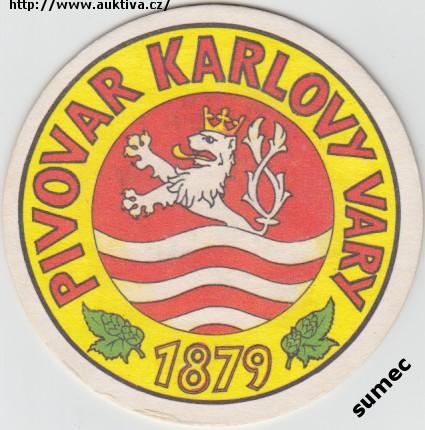 http://www.auktiva.cz/
PIVOVAR KARLOVY VARY
1879
sumec